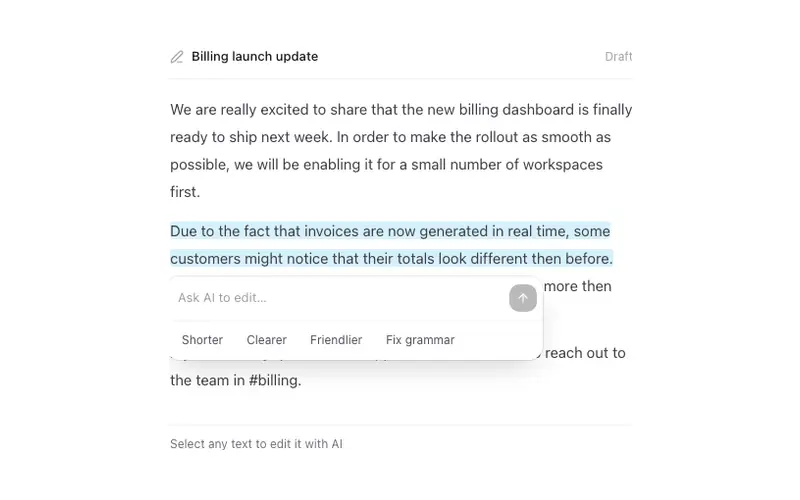 Billing launch update
Draft
We are really excited to share that the new billing dashboard is finally
ready to ship next week. In order to make the rollout as smooth as
possible, we will be enabling it for a small number of workspaces
first.
Due to the fact that invoices are now generated in real time, some
customers might notice that their totals look different then before.
more then
Ask AI to edit...
Shorter
Clearer
Friendlier
Fix grammar
reach out to
the team in #billing.
Select any text to edit it with AI